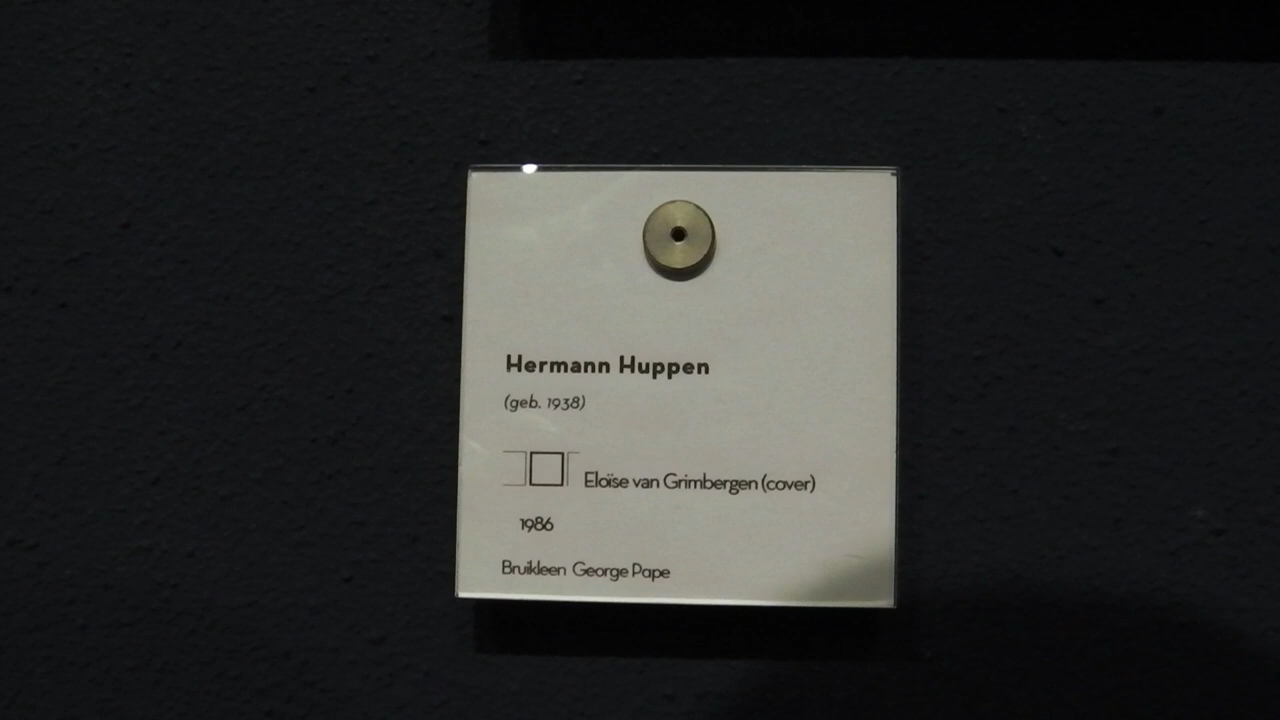 Hermann Huppen
(geb. 1938)
Eloïse van Grimbergen (cover)
1986
Bruikleen George Pape